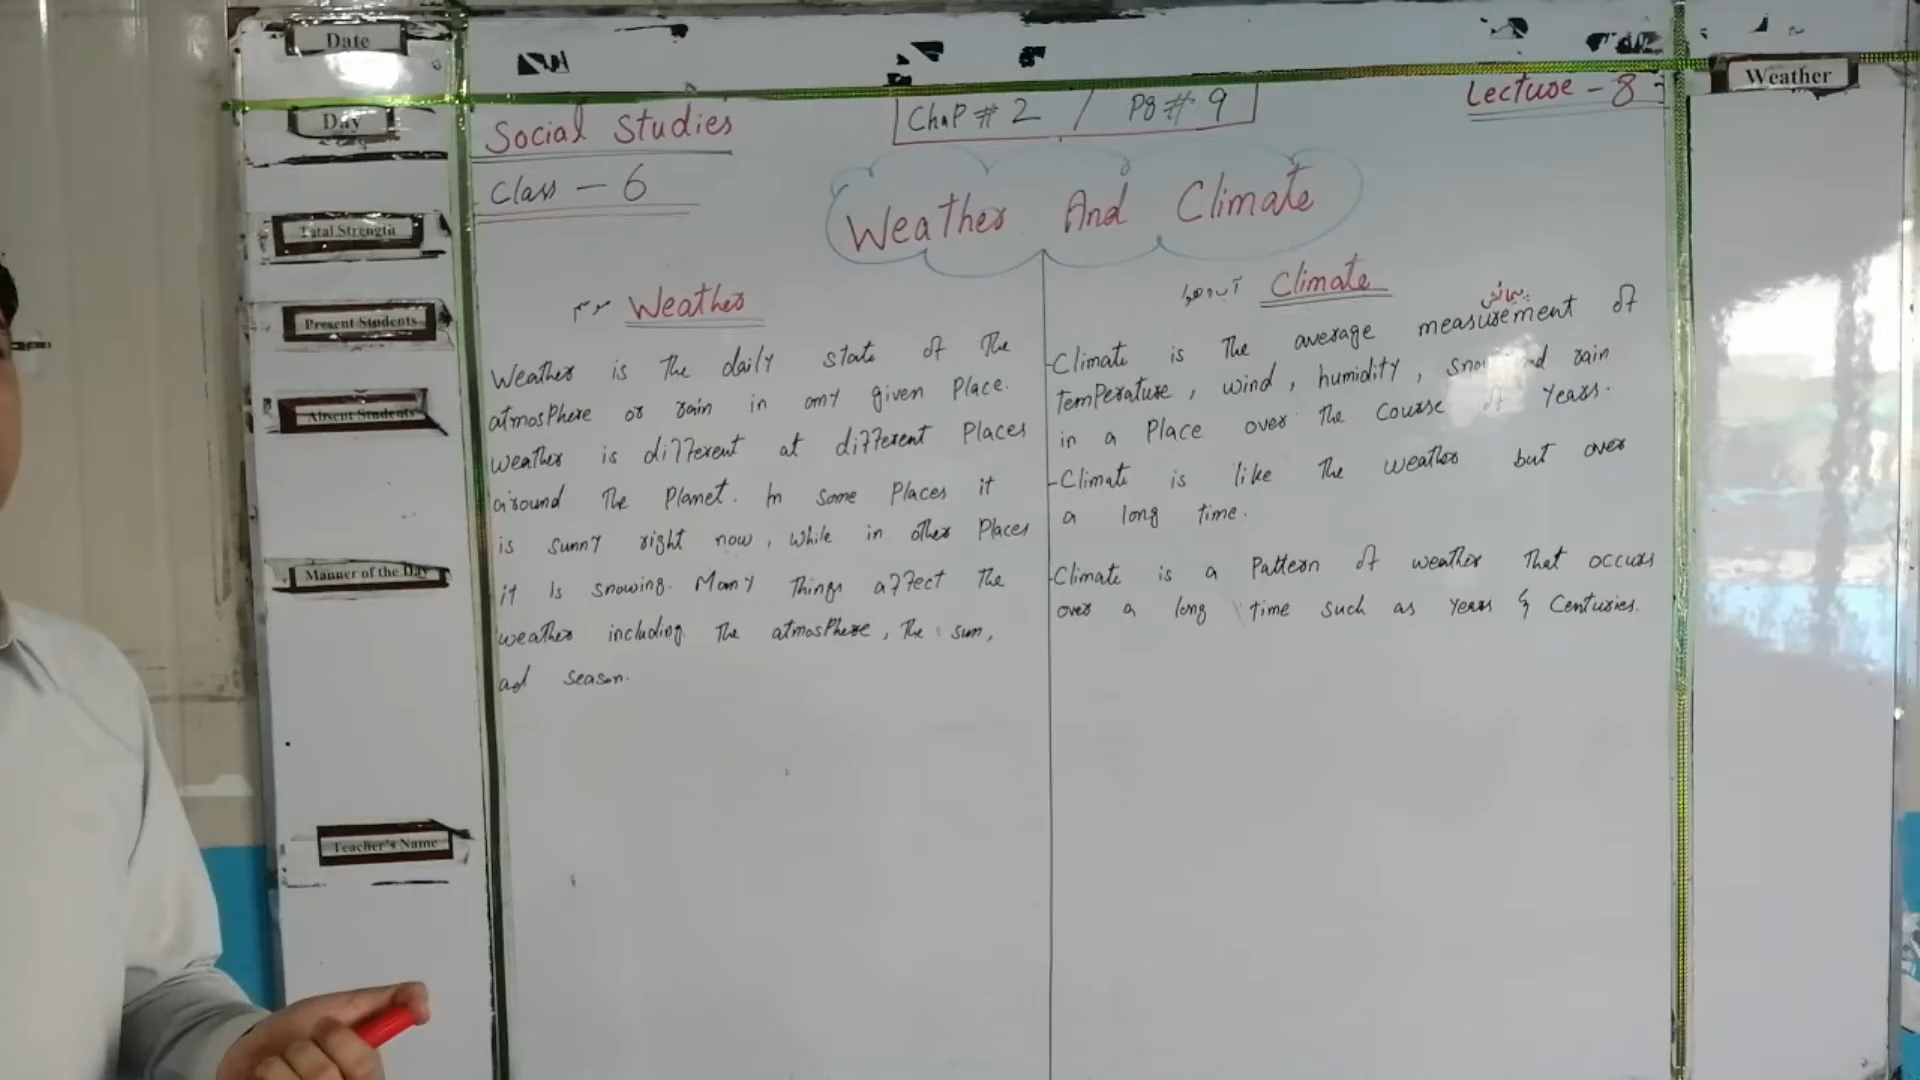 Date
Day
Total Strength
Present Students
Absent Students
Manner of the Day
Teacher's Name
Weather
Social Studies
Class - 6
Chap # 2 / Pg # 9
Lecture - 8
Weather And Climate
موسم Weather
Weather is the daily state of the
atmosphere or rain in any given Place.
weather is different at different Places
around the Planet. In some Places it
is sunny right now, while in other Places
it Is snowing. Many things affect the
weather including the atmosphere, the sun,
ad season.
آب و ہوا Climate
پیمائش
-Climate is the average measurement of
temperature, wind, humidity, snow and rain
in a Place over the course of years.
-Climate is like the weather but over
a long time.
-Climate is a Pattern of weather that occurs
over a long time such as years & Centuries.